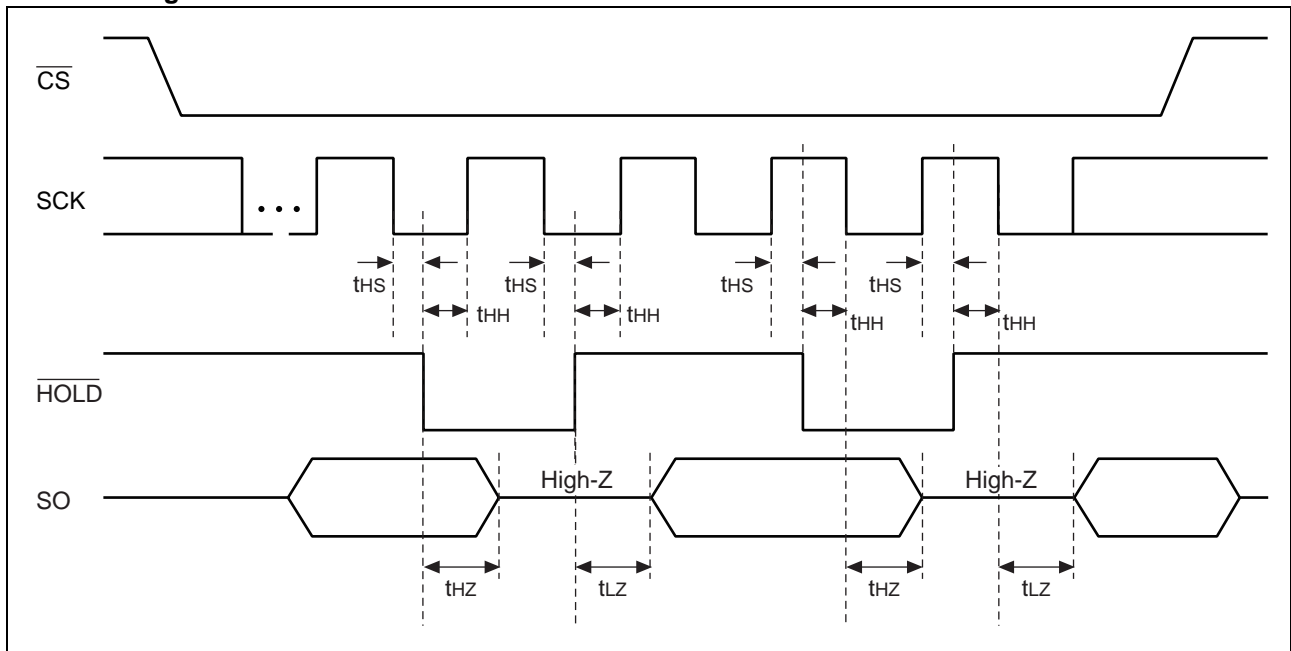 CS
SCK
• • •
tHS
tHS
tHS
tHS
tHH
tHH
tHH
tHH
HOLD
High-Z
High-Z
SO
tHZ
tLZ
tHZ
tLZ